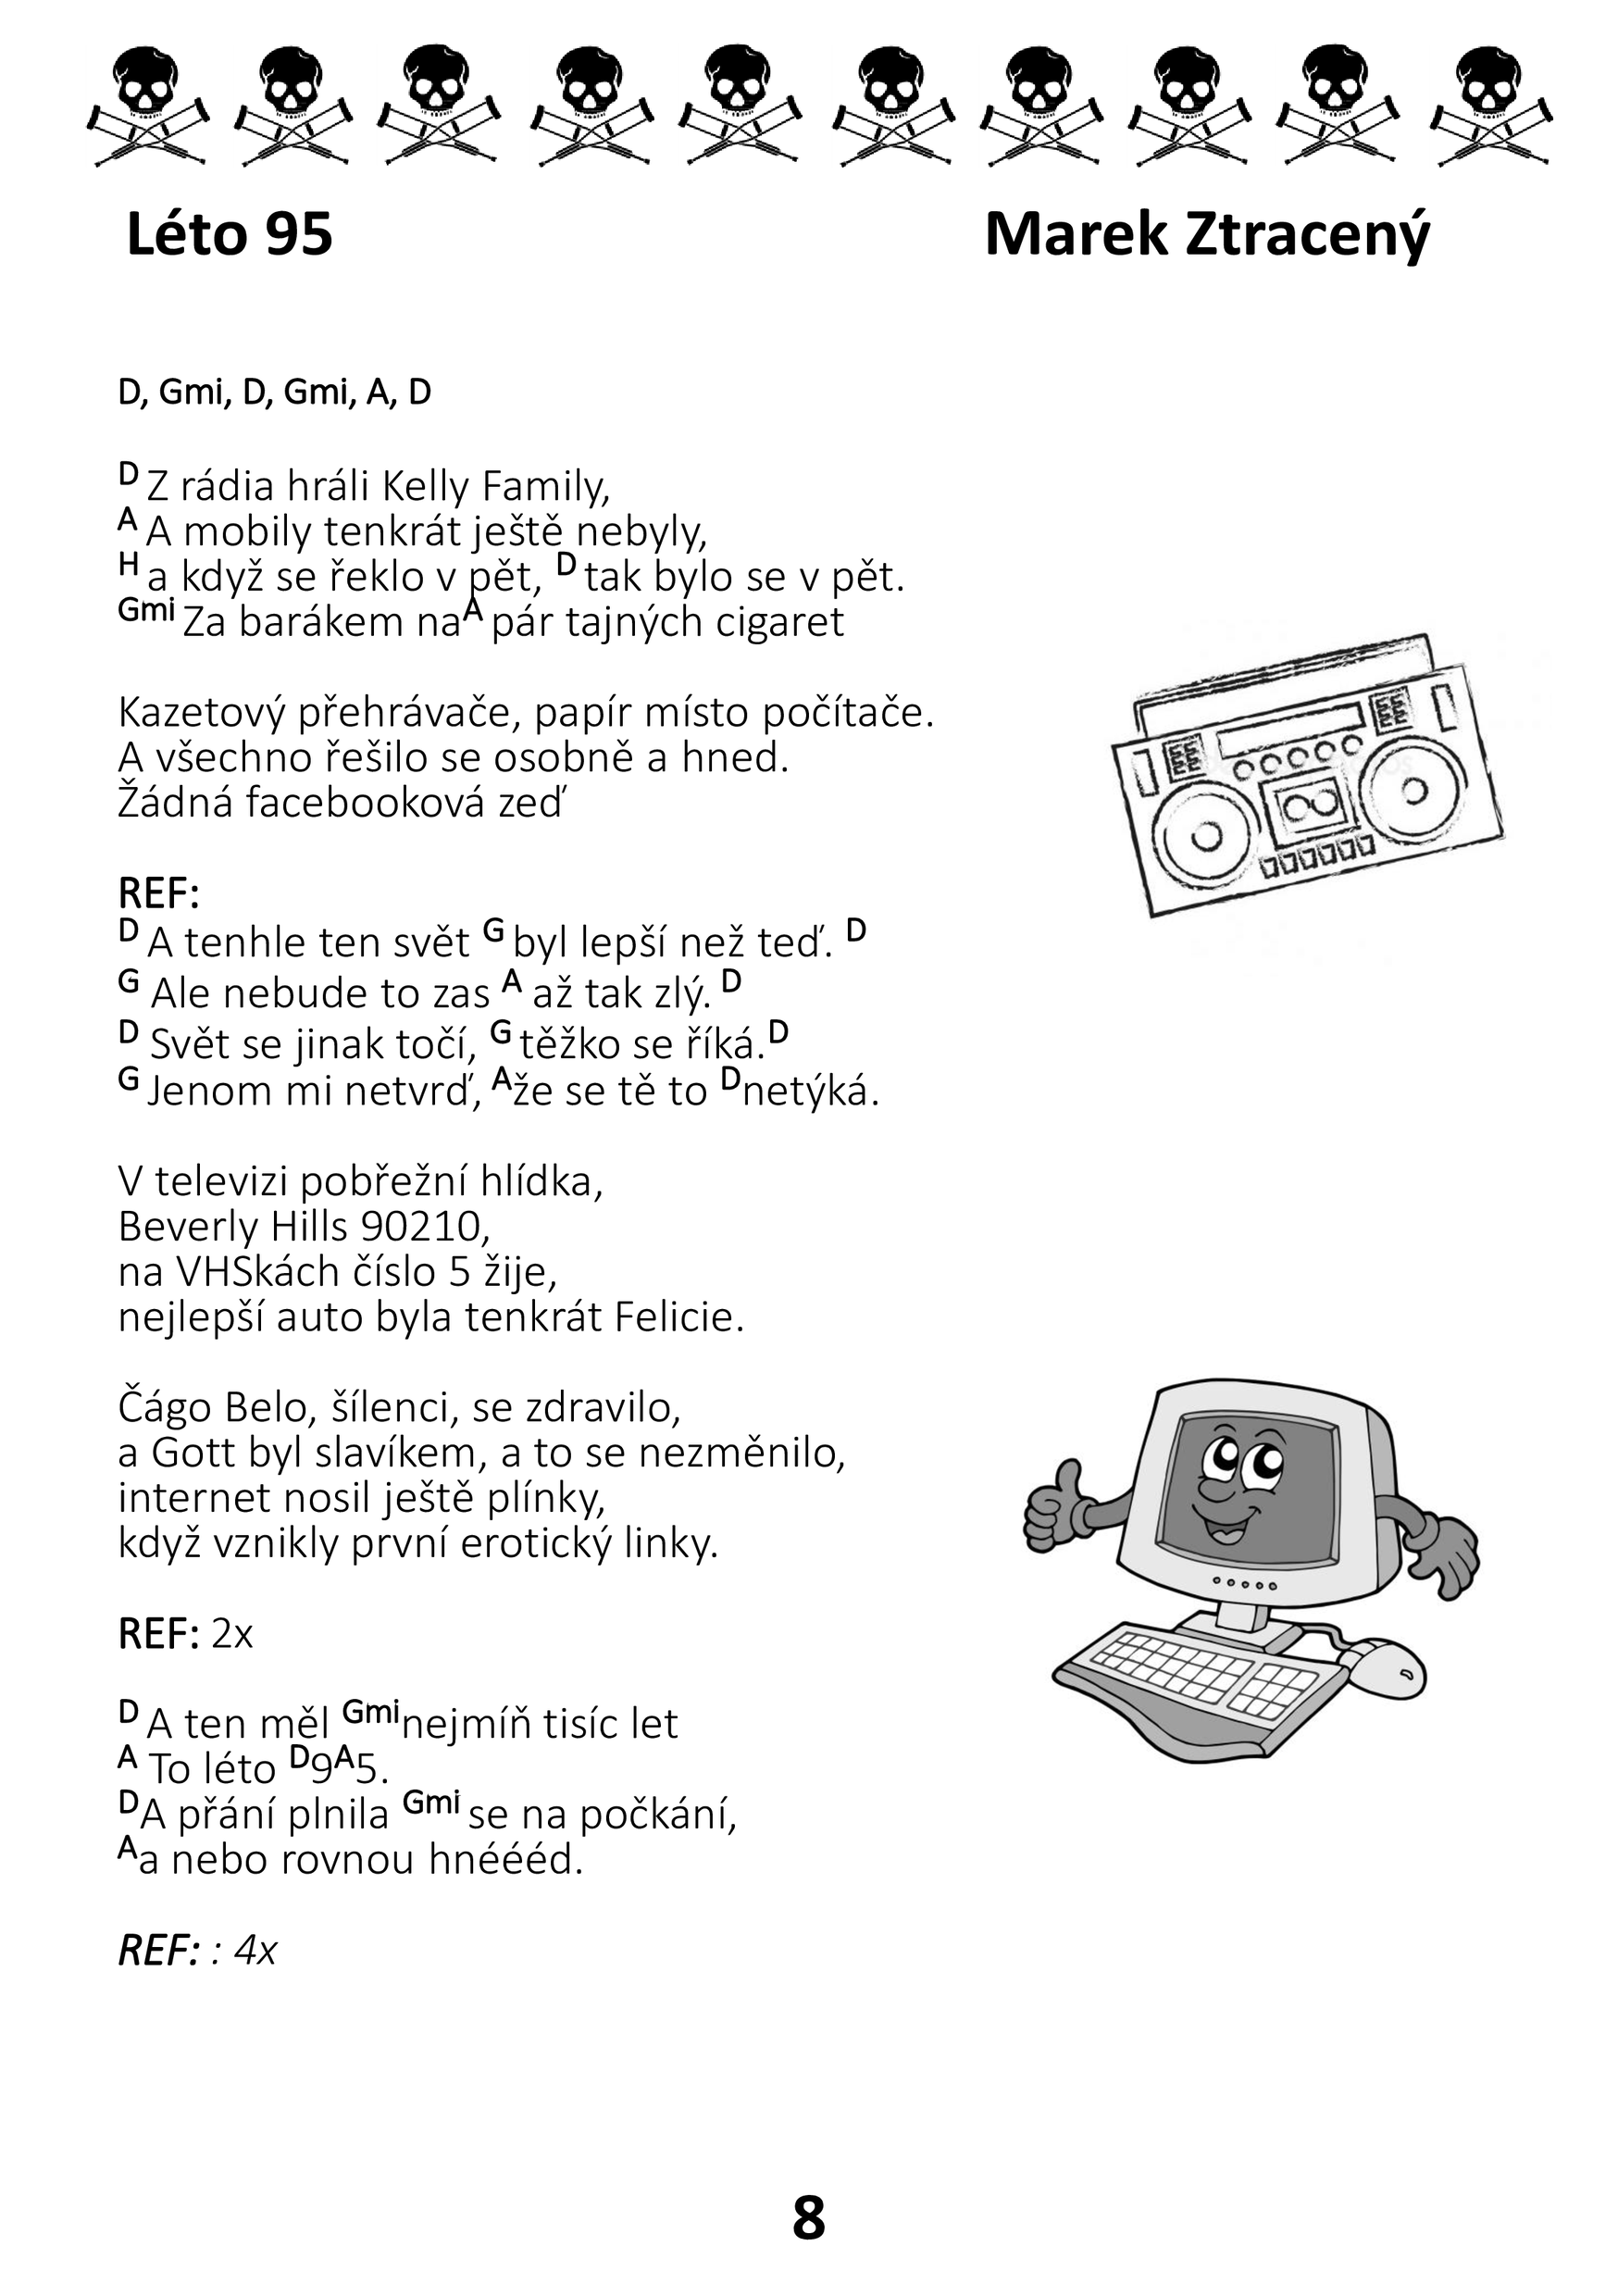 Léto 95 Marek Ztracený
D, Gmi, D, Gmi, A, D
D Z rádia hráli Kelly Family,
A A mobily tenkrát ještě nebyly,
H a když se řeklo v pět, D tak bylo se v pět.
Gmi Za barákem na A pár tajných cigaret
Kazetový přehrávače, papír místo počítače.
A všechno řešilo se osobně a hned.
Žádná facebooková zeď
REF:
D A tenhle ten svět G byl lepší než teď. D
G Ale nebude to zas A až tak zlý. D
D Svět se jinak točí, G těžko se říká. D
G Jenom mi netvrď, A že se tě to D netýká.
V televizi pobřežní hlídka,
Beverly Hills 90210,
na VHSkách číslo 5 žije,
nejlepší auto byla tenkrát Felicie.
Čágo Belo, šílenci, se zdravilo,
a Gott byl slavíkem, a to se nezměnilo,
internet nosil ještě plínky,
když vznikly první erotický linky.
REF: 2x
D A ten měl Gmi nejmíň tisíc let
A To léto D9A5.
D A přání plnila Gmi se na počkání,
A a nebo rovnou hnéééd.
REF: : 4x
8